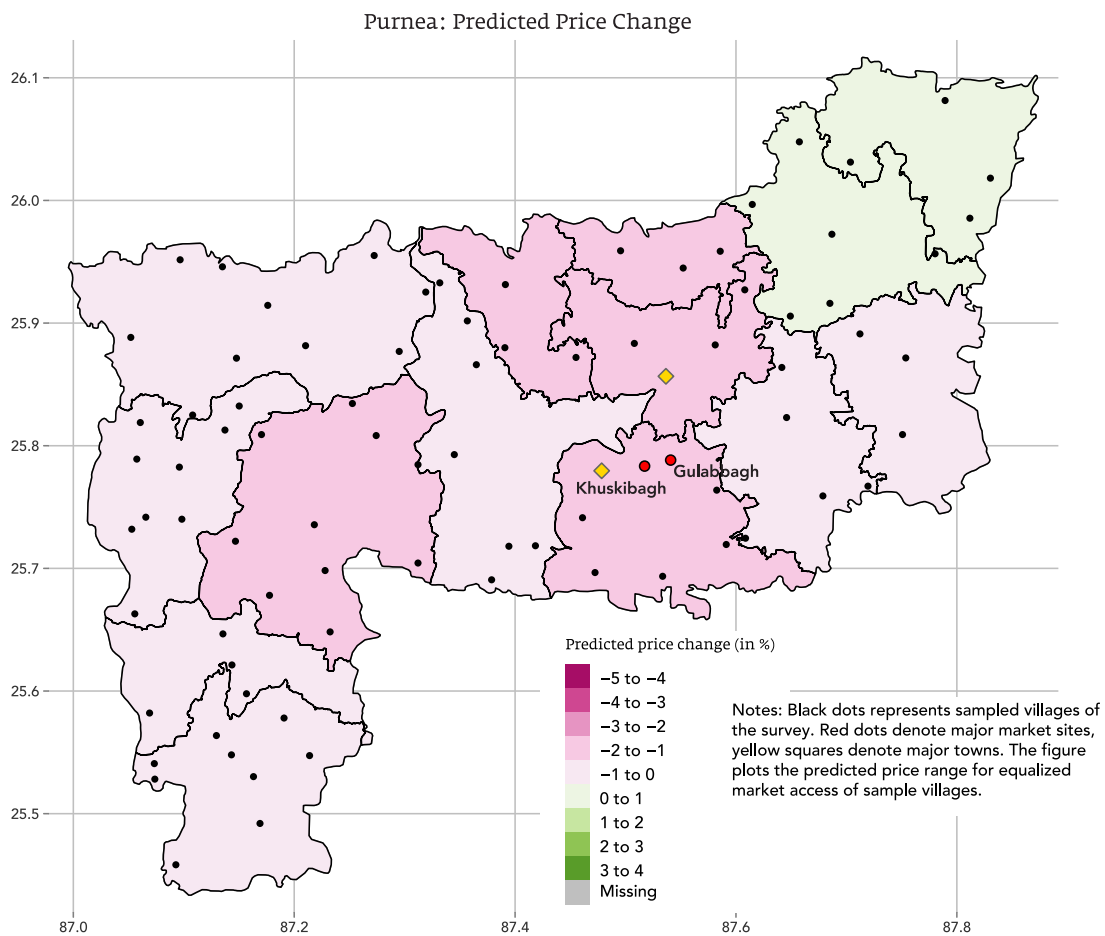 Purnea: Predicted Price Change
26.1
26.0
25.9
25.8
Gulabbagh
Khuskibagh
25.7
Predicted price change (in %)
−5 to −4
−4 to −3
−3 to −2
−2 to −1
−1 to 0
0 to 1
1 to 2
2 to 3
3 to 4
Missing
Notes: Black dots represents sampled villages of
the survey. Red dots denote major market sites,
yellow squares denote major towns. The figure
plots the predicted price range for equalized
market access of sample villages.
25.6
25.5
87.0
87.2
87.4
87.6
87.8